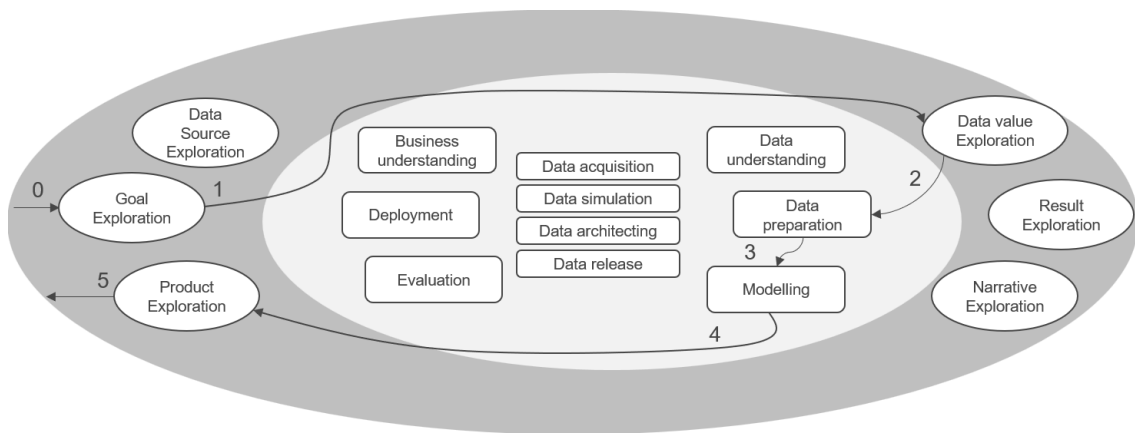 Data
Source
Exploration
0
Goal
Exploration
1
5
Product
Exploration
Business
understanding
Deployment
Evaluation
Data acquisition
Data simulation
Data architecting
Data release
Data
understanding
Data
preparation
3
Modelling
4
2
Data value
Exploration
Result
Exploration
Narrative
Exploration